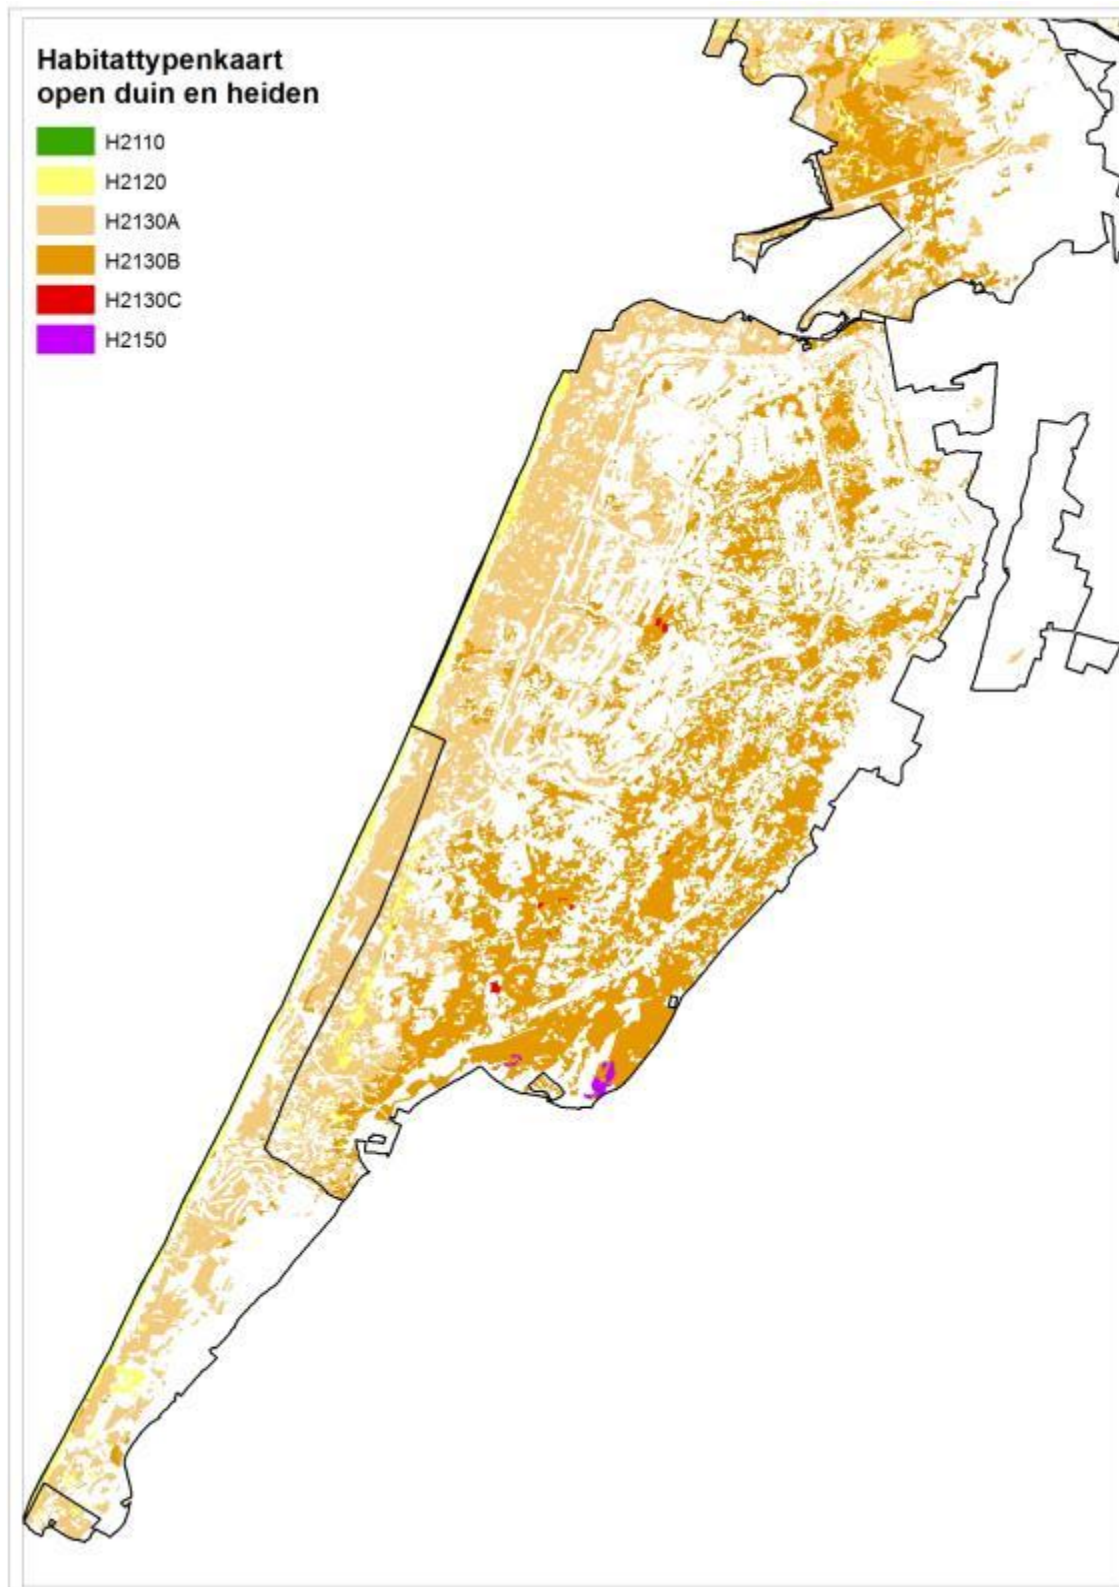 Habitattypenkaart
open duin en heiden
H2110
H2120
H2130A
H2130B
H2130C
H2150